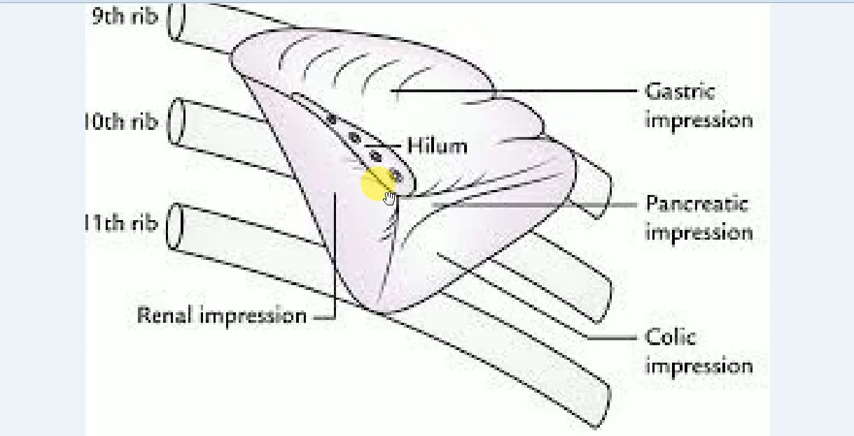 9th rib
Gastric
impression
10th rib
Hilum
Pancreatic
impression
11th rib
Renal impression
Colic
impression